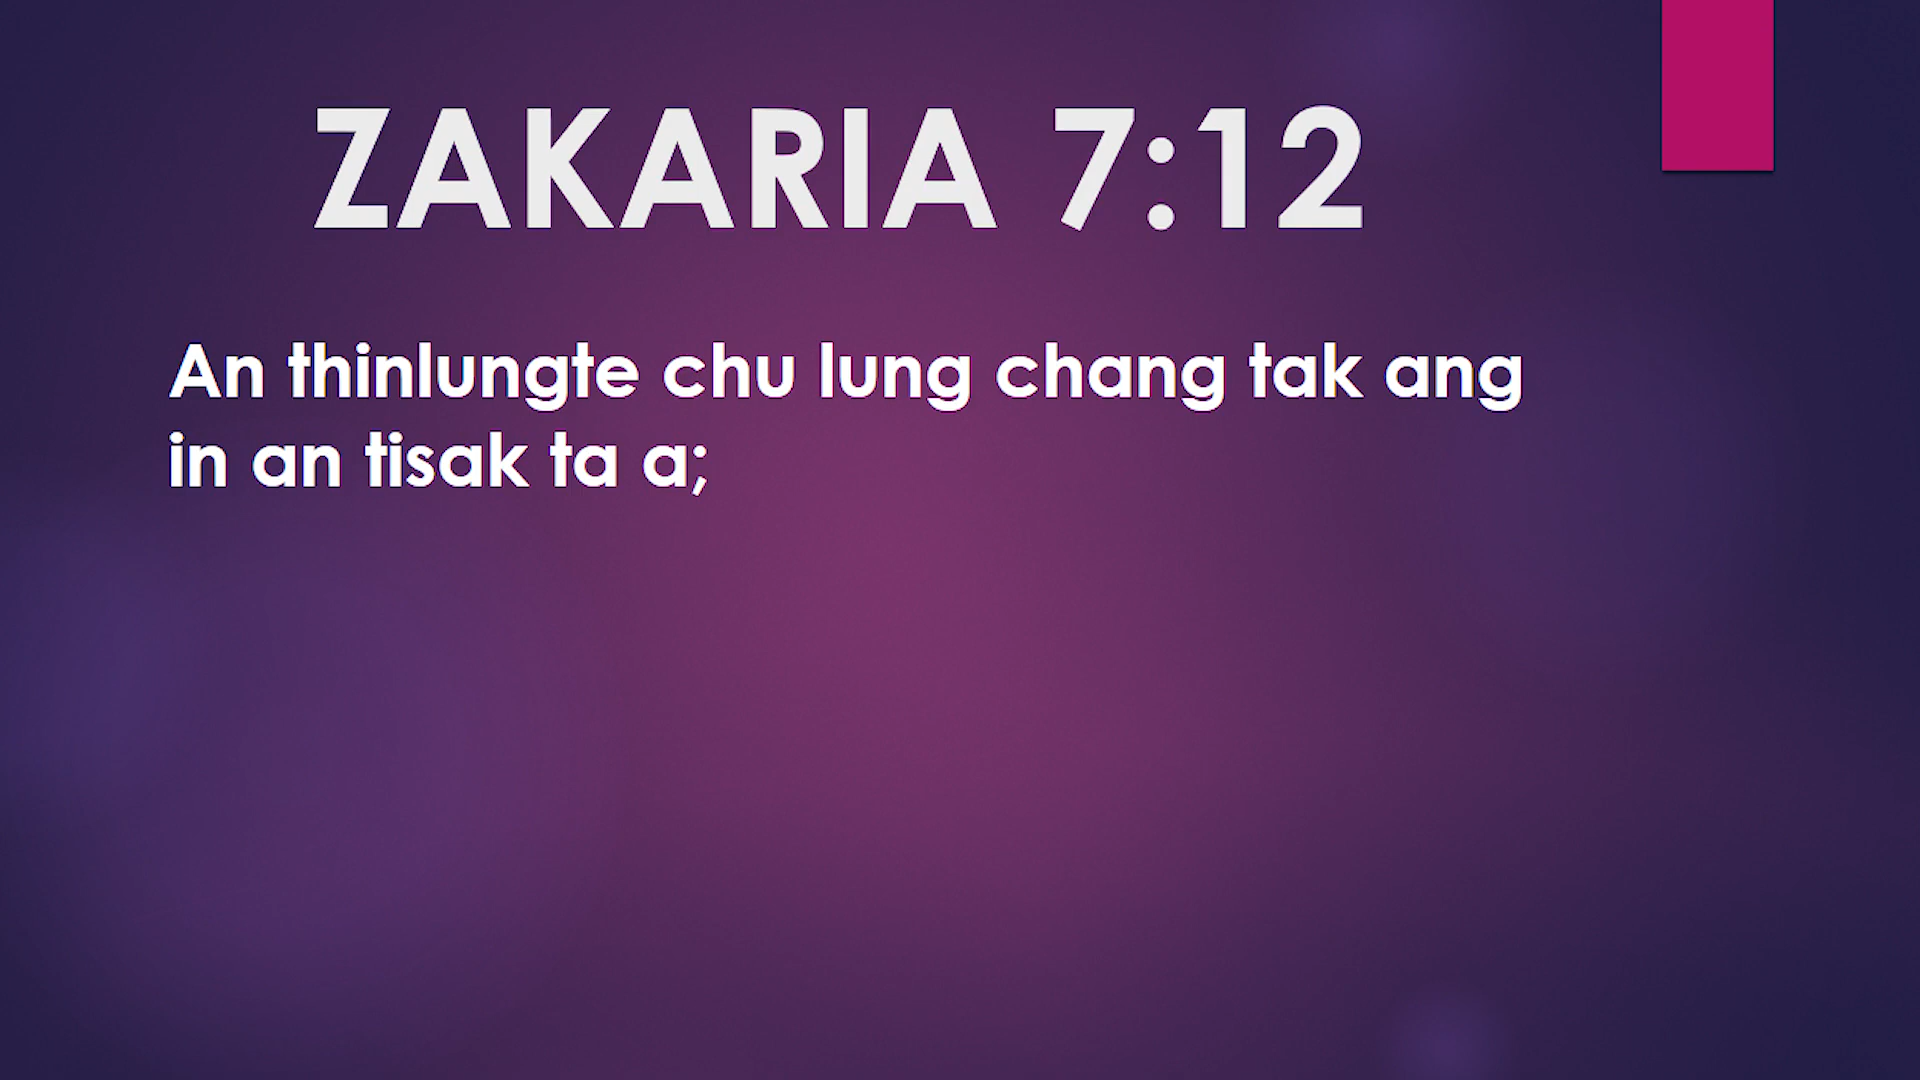 ZAKARIA 7:12
An thinlungte chu lung chang tak ang
in an tisak ta a;